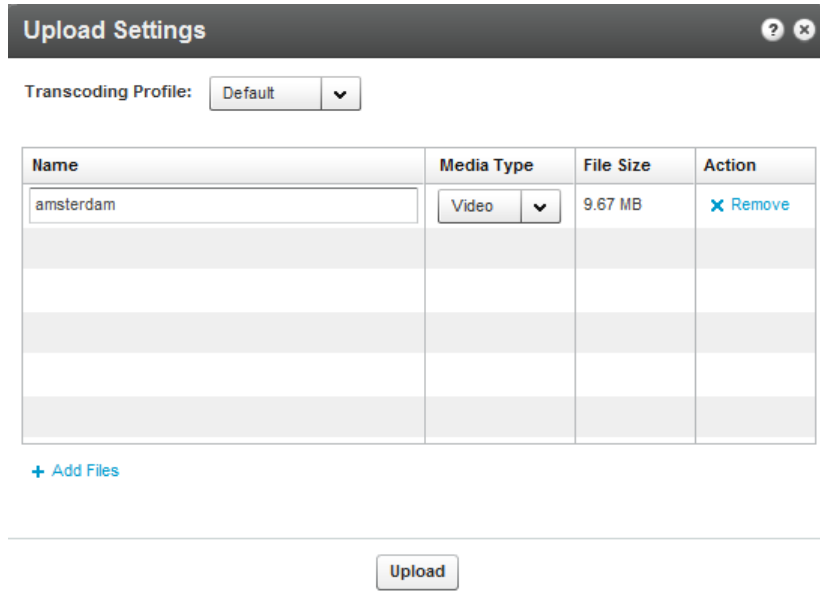 Upload Settings
Transcoding Profile: Default
Name Media Type File Size Action
amsterdam Video 9.67 MB Remove
Add Files
Upload